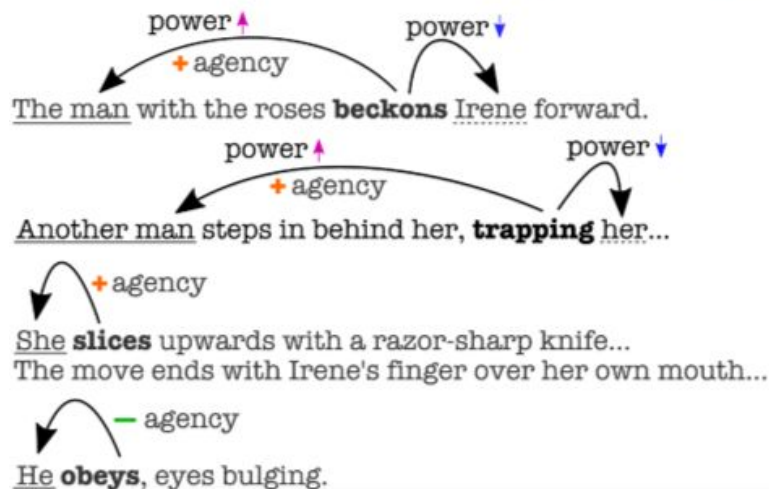 power power
+ agency
The man with the roses beckons Irene forward.
power power
+ agency
Another man steps in behind her, trapping her...
+ agency
She slices upwards with a razor-sharp knife...
The move ends with Irene's finger over her own mouth...
– agency
He obeys, eyes bulging.